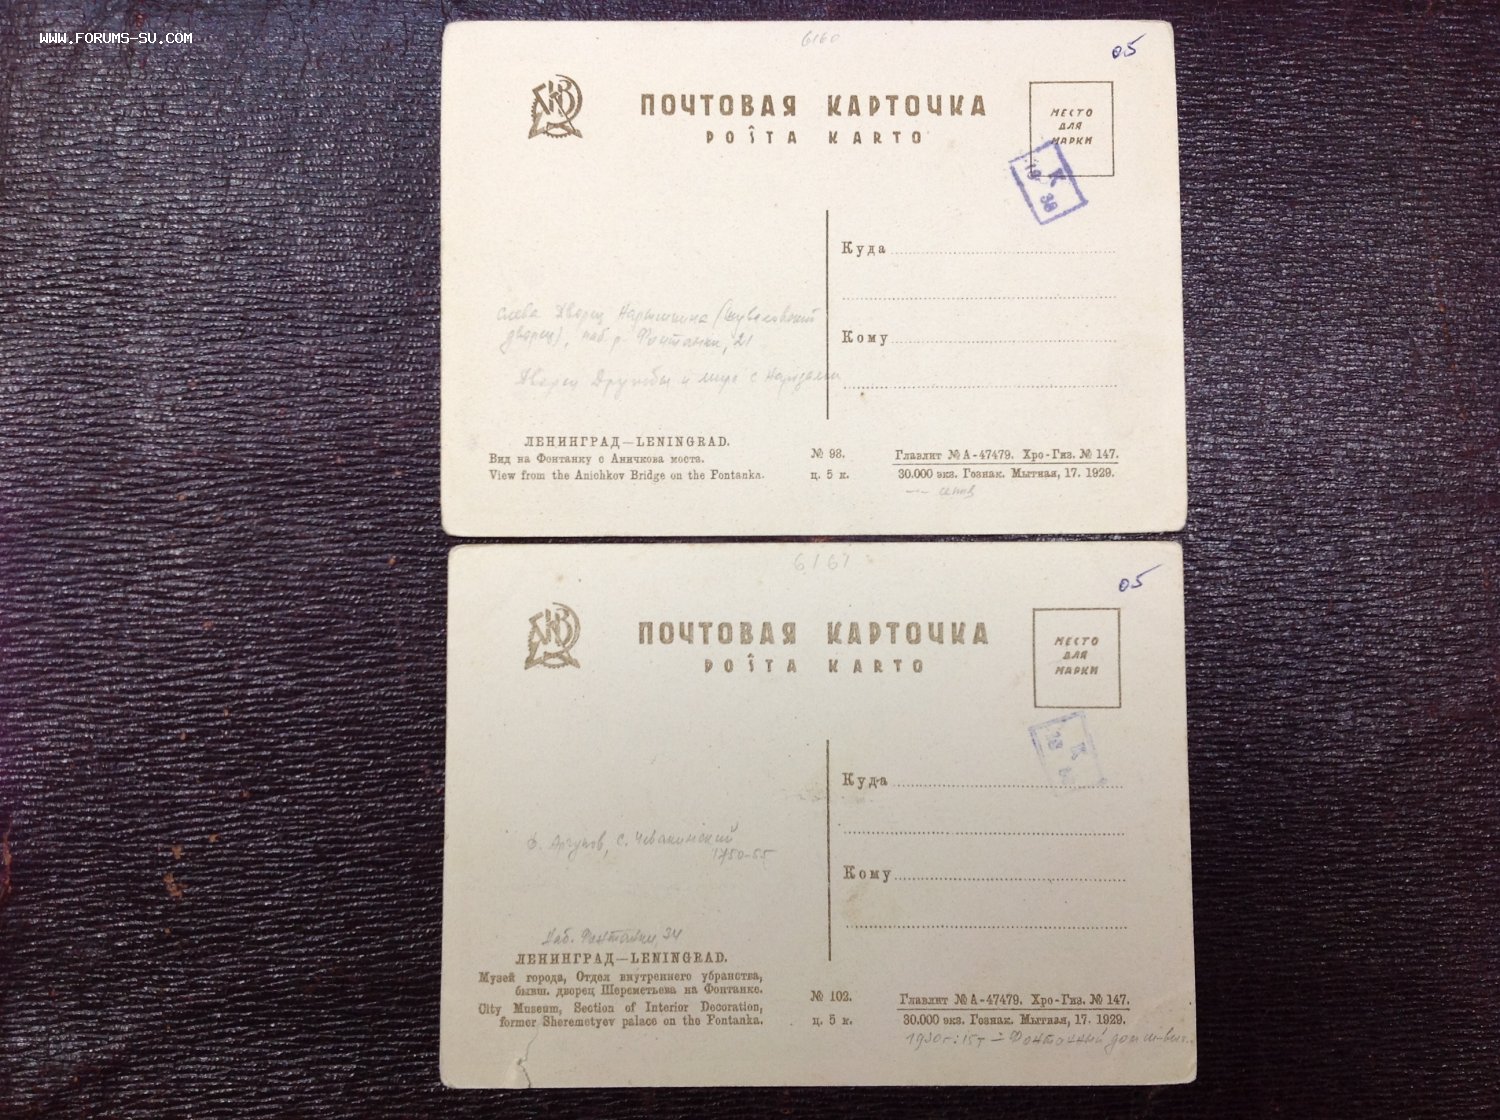 WWW.FORUMS-SU.COM
6160
05
ПОЧТОВАЯ КАРТОЧКА
POŜTA KARTO
МЕСТО
ДЛЯ
МАРКИ
К
19 38
Куда
слева Дворец Нарышкина (Шуваловский
дворец), наб. р. Фонтанки, 21
Кому
Дворец Дружбы и мира с народами
ЛЕНИНГРАД—LENINGRAD.
Вид на Фонтанку с Аничкова моста.
View from the Anichkov Bridge on the Fontanka.
№ 98.
ц. 5 к.
Главлит № А-47479. Хро-Гиз. № 147.
30.000 экз. Гознак. Мытная, 17. 1929.
6161
05
ПОЧТОВАЯ КАРТОЧКА
POŜTA KARTO
МЕСТО
ДЛЯ
МАРКИ
К
Куда
Ф. Аргунов, С. Чевакинский
1750-55
Кому
Наб. Фонтанки, 34
ЛЕНИНГРАД—LENINGRAD.
Музей города, Отдел внутреннего убранства,
бывш. дворец Шереметьева на Фонтанке.
City Museum, Section of Interior Decoration,
former Sheremetyev palace on the Fontanka.
№ 102.
ц. 5 к.
Главлит № А-47479. Хро-Гиз. № 147.
30.000 экз. Гознак. Мытная, 17. 1929.
1930г. 15т — Фонтанный дом